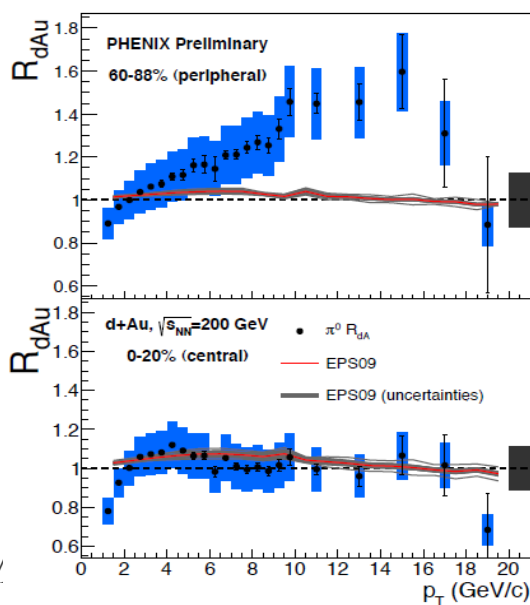 PHENIX Preliminary
60-88% (peripheral)
R_dAu
1.8
1.6
1.4
1.2
1
0.8
0.6
d+Au, √s_NN=200 GeV
0-20% (central)
π⁰ R_dA
EPS09
EPS09 (uncertainties)
R_dAu
1.8
1.6
1.4
1.2
1
0.8
0.6
0 2 4 6 8 10 12 14 16 18 20
p_T (GeV/c)